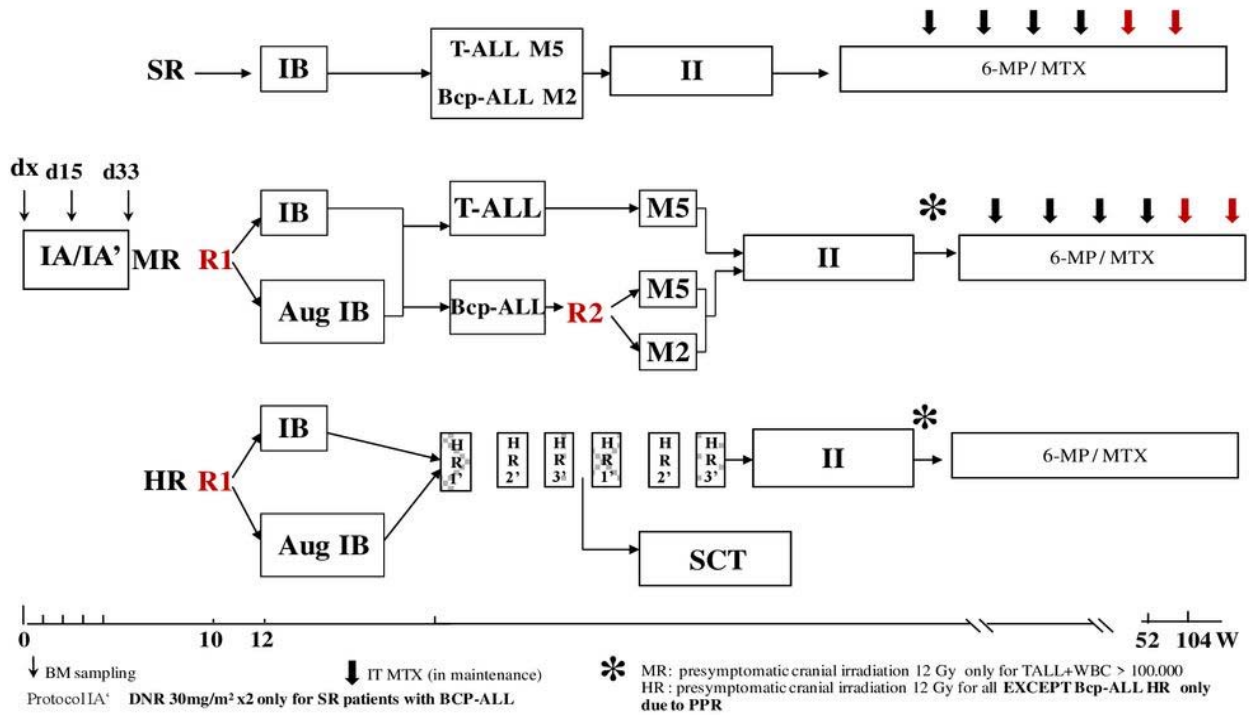 SR
IB
T-ALL M5
Bcp-ALL M2
II
6-MP / MTX
dx
d15
d33
IA/IA’
MR
R1
IB
Aug IB
T-ALL
Bcp-ALL
R2
M5
M5
M2
II
*
6-MP / MTX
HR
R1
IB
Aug IB
HR1’
HR2’
HR3’
HR1’
HR2’
HR3’
II
*
6-MP / MTX
SCT
0
10
12
52
104 W
BM sampling
IT MTX (in maintenance)
* MR: presymptomatic cranial irradiation 12 Gy only for TALL+WBC > 100.000
HR : presymptomatic cranial irradiation 12 Gy for all EXCEPT Bcp-ALL HR only
due to PPR
Protocol IA‘ DNR 30mg/m² x2 only for SR patients with BCP-ALL